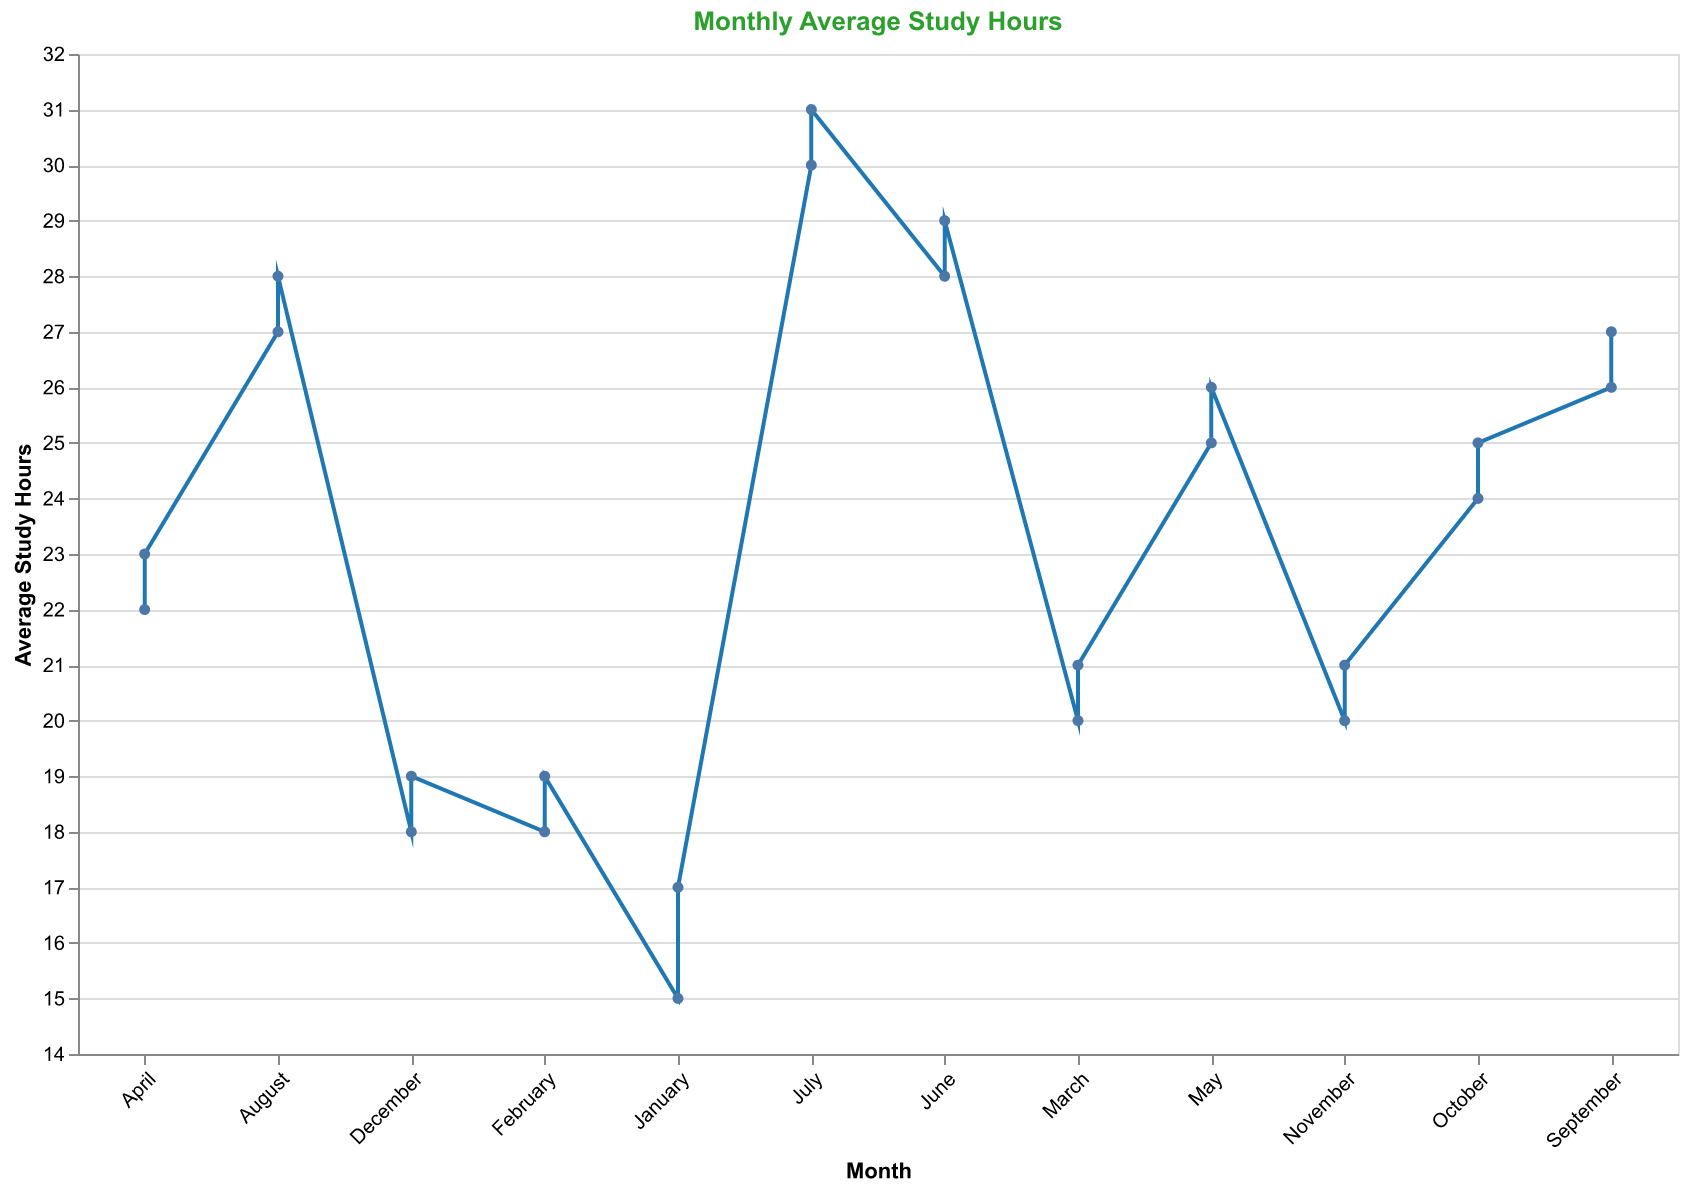 Monthly Average Study Hours
32
31
30
29
28
27
26
25
24
23
22
21
20
19
18
17
16
15
14
Average Study Hours
April
August
December
February
January
July
June
March
May
November
October
September
Month